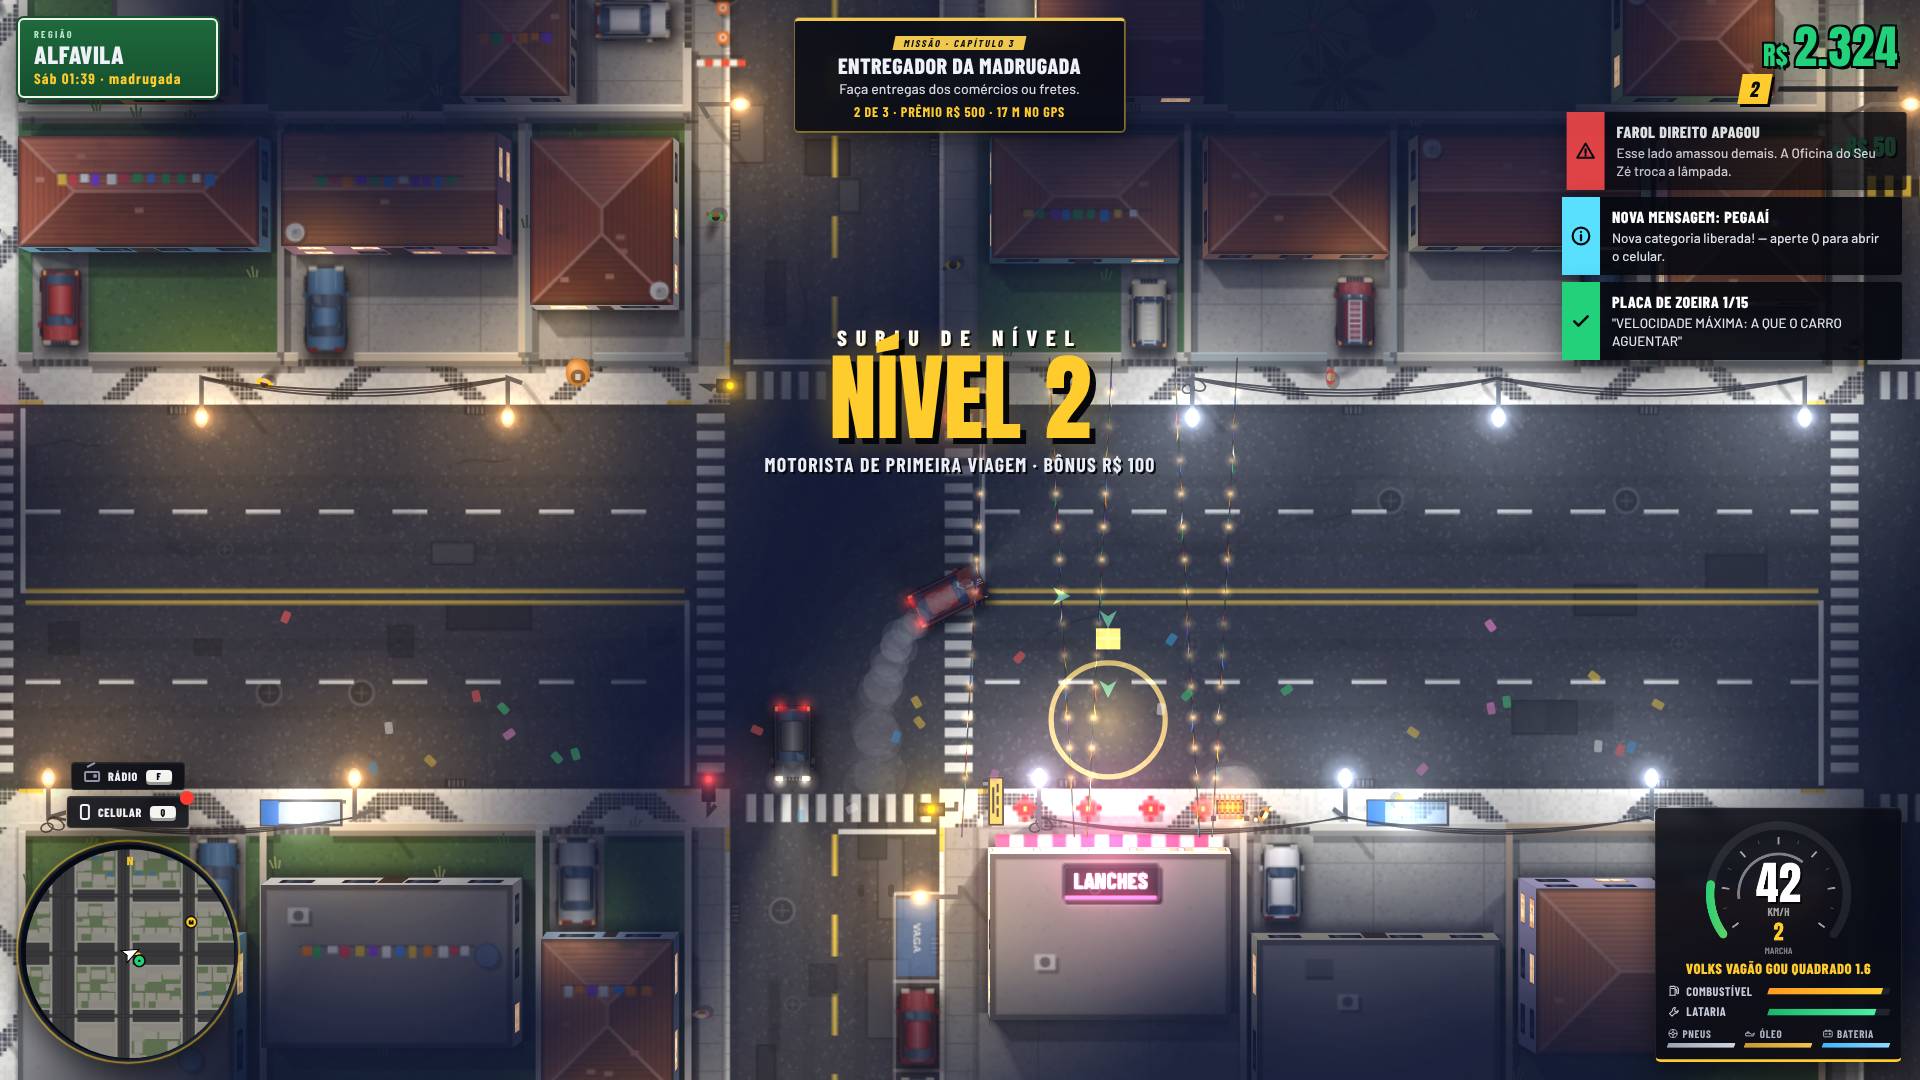 REGIÃO
ALFAVILA
Sáb 01:39 · madrugada
MISSÃO · CAPÍTULO 3
ENTREGADOR DA MADRUGADA
Faça entregas dos comércios ou fretes.
2 DE 3 · PRÊMIO R$ 500 · 17 M NO GPS
R$ 2.324
2
FAROL DIREITO APAGOU
Esse lado amassou demais. A Oficina do Seu
Zé troca a lâmpada.
NOVA MENSAGEM: PEGAAÍ
Nova categoria liberada! — aperte Q para abrir
o celular.
PLACA DE ZOEIRA 1/15
"VELOCIDADE MÁXIMA: A QUE O CARRO
AGUENTAR"
SUBIU DE NÍVEL
NÍVEL 2
MOTORISTA DE PRIMEIRA VIAGEM · BÔNUS R$ 100
RÁDIO F
CELULAR Q
N
M
LANCHES
VAGA
42
KM/H
2
MARCHA
VOLKS VAGÃO GOU QUADRADO 1.6
COMBUSTÍVEL
LATARIA
PNEUS ÓLEO BATERIA